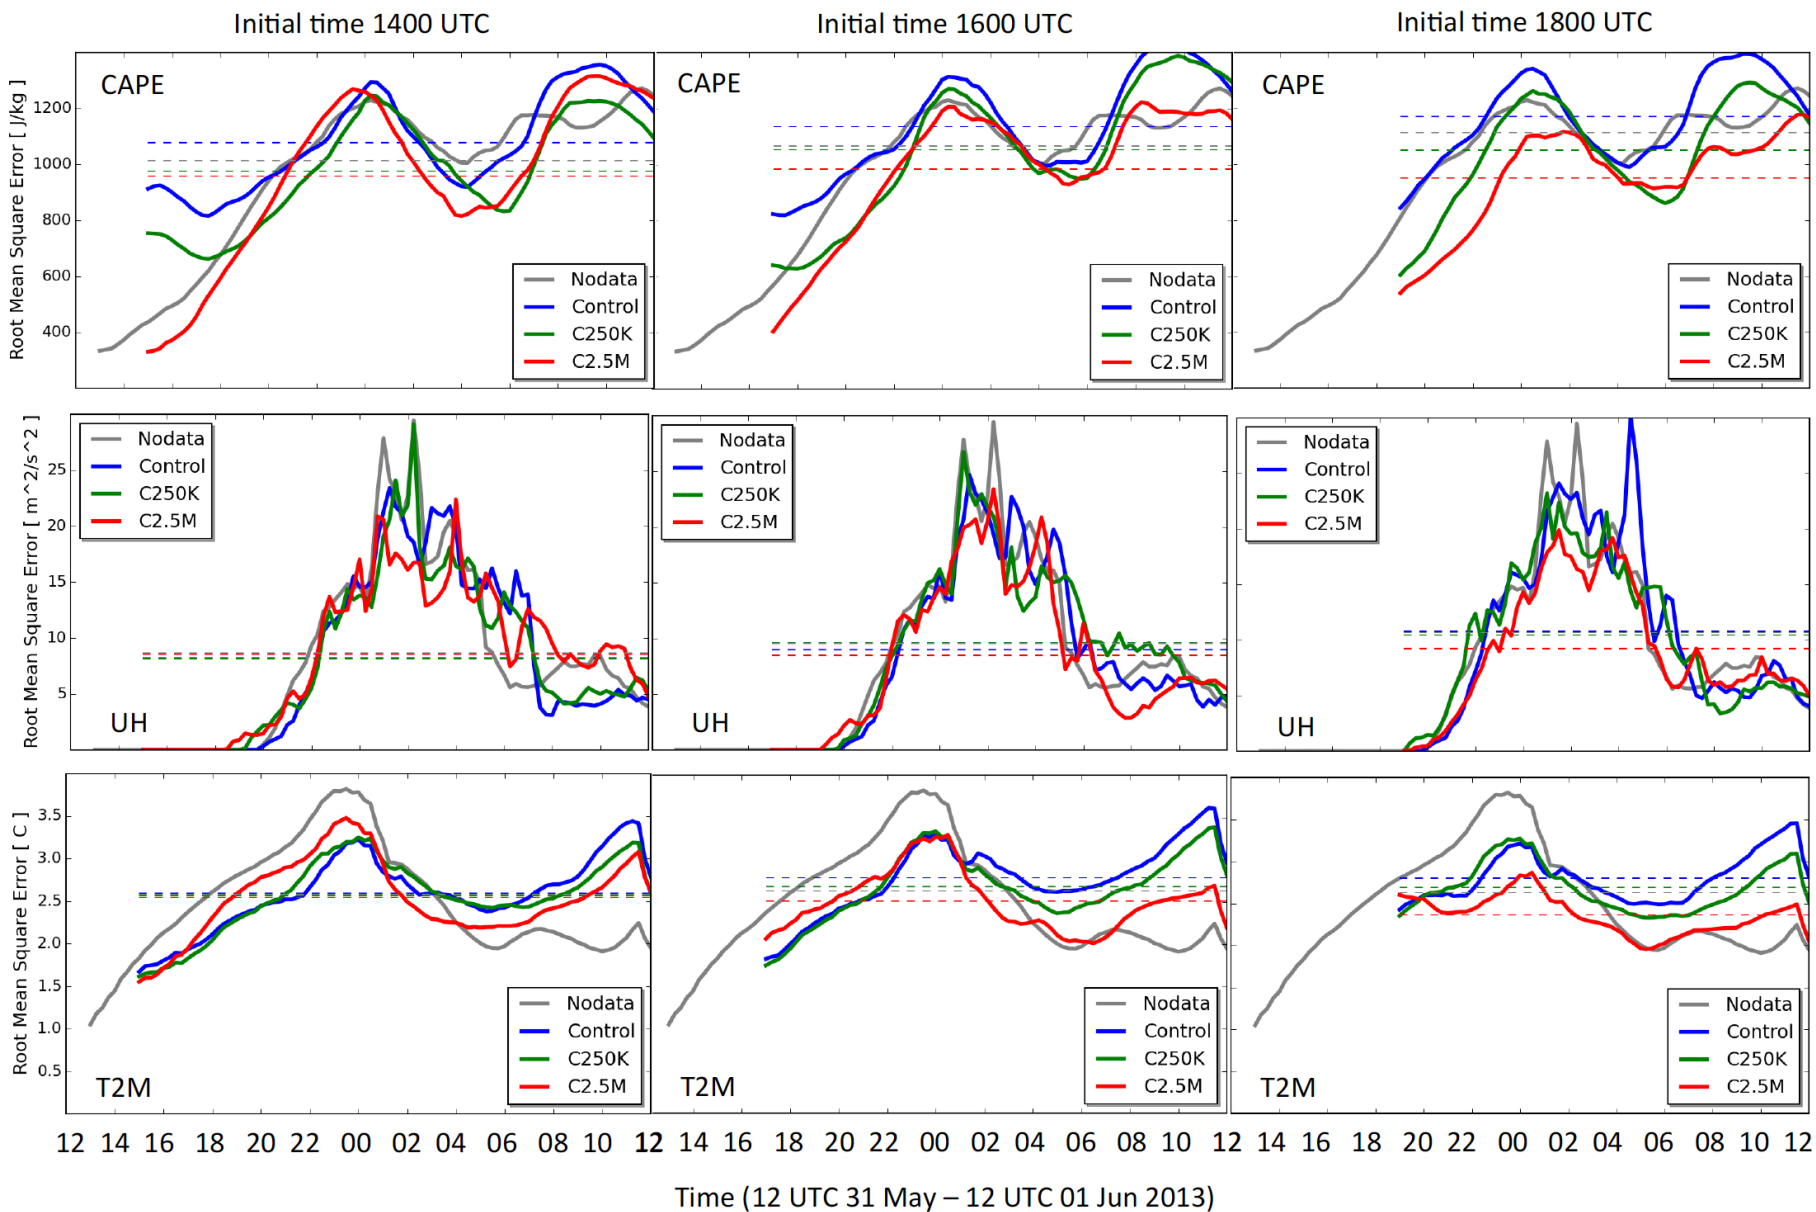 Initial time 1400 UTC
Initial time 1600 UTC
Initial time 1800 UTC
Root Mean Square Error [ J/kg ]
1200
1000
800
600
400
CAPE
Nodata
Control
C250K
C2.5M
CAPE
Nodata
Control
C250K
C2.5M
CAPE
Nodata
Control
C250K
C2.5M
Root Mean Square Error [ m^2/s^2 ]
25
20
15
10
5
Nodata
Control
C250K
C2.5M
UH
Nodata
Control
C250K
C2.5M
UH
Nodata
Control
C250K
C2.5M
UH
Root Mean Square Error [ C ]
3.5
3.0
2.5
2.0
1.5
1.0
0.5
Nodata
Control
C250K
C2.5M
T2M
Nodata
Control
C250K
C2.5M
T2M
Nodata
Control
C250K
C2.5M
T2M
12 14 16 18 20 22 00 02 04 06 08 10 12 14 16 18 20 22 00 02 04 06 08 10 12 14 16 18 20 22 00 02 04 06 08 10 12
Time (12 UTC 31 May – 12 UTC 01 Jun 2013)